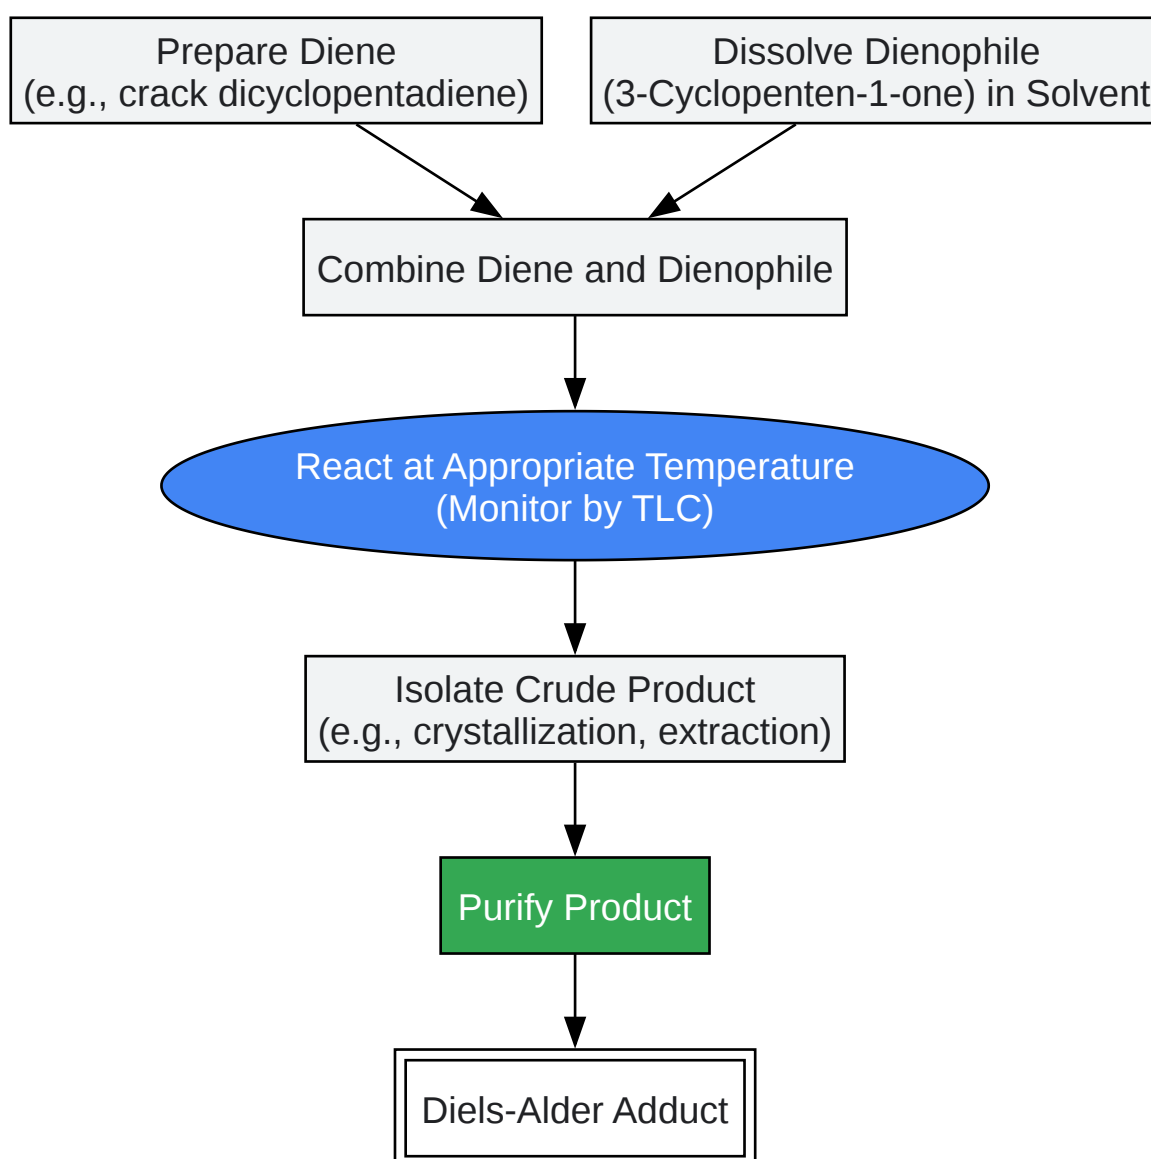 Prepare Diene
(e.g., crack dicyclopentadiene)
Dissolve Dienophile
(3-Cyclopenten-1-one) in Solvent
Combine Diene and Dienophile
React at Appropriate Temperature
(Monitor by TLC)
Isolate Crude Product
(e.g., crystallization, extraction)
Purify Product
Diels-Alder Adduct